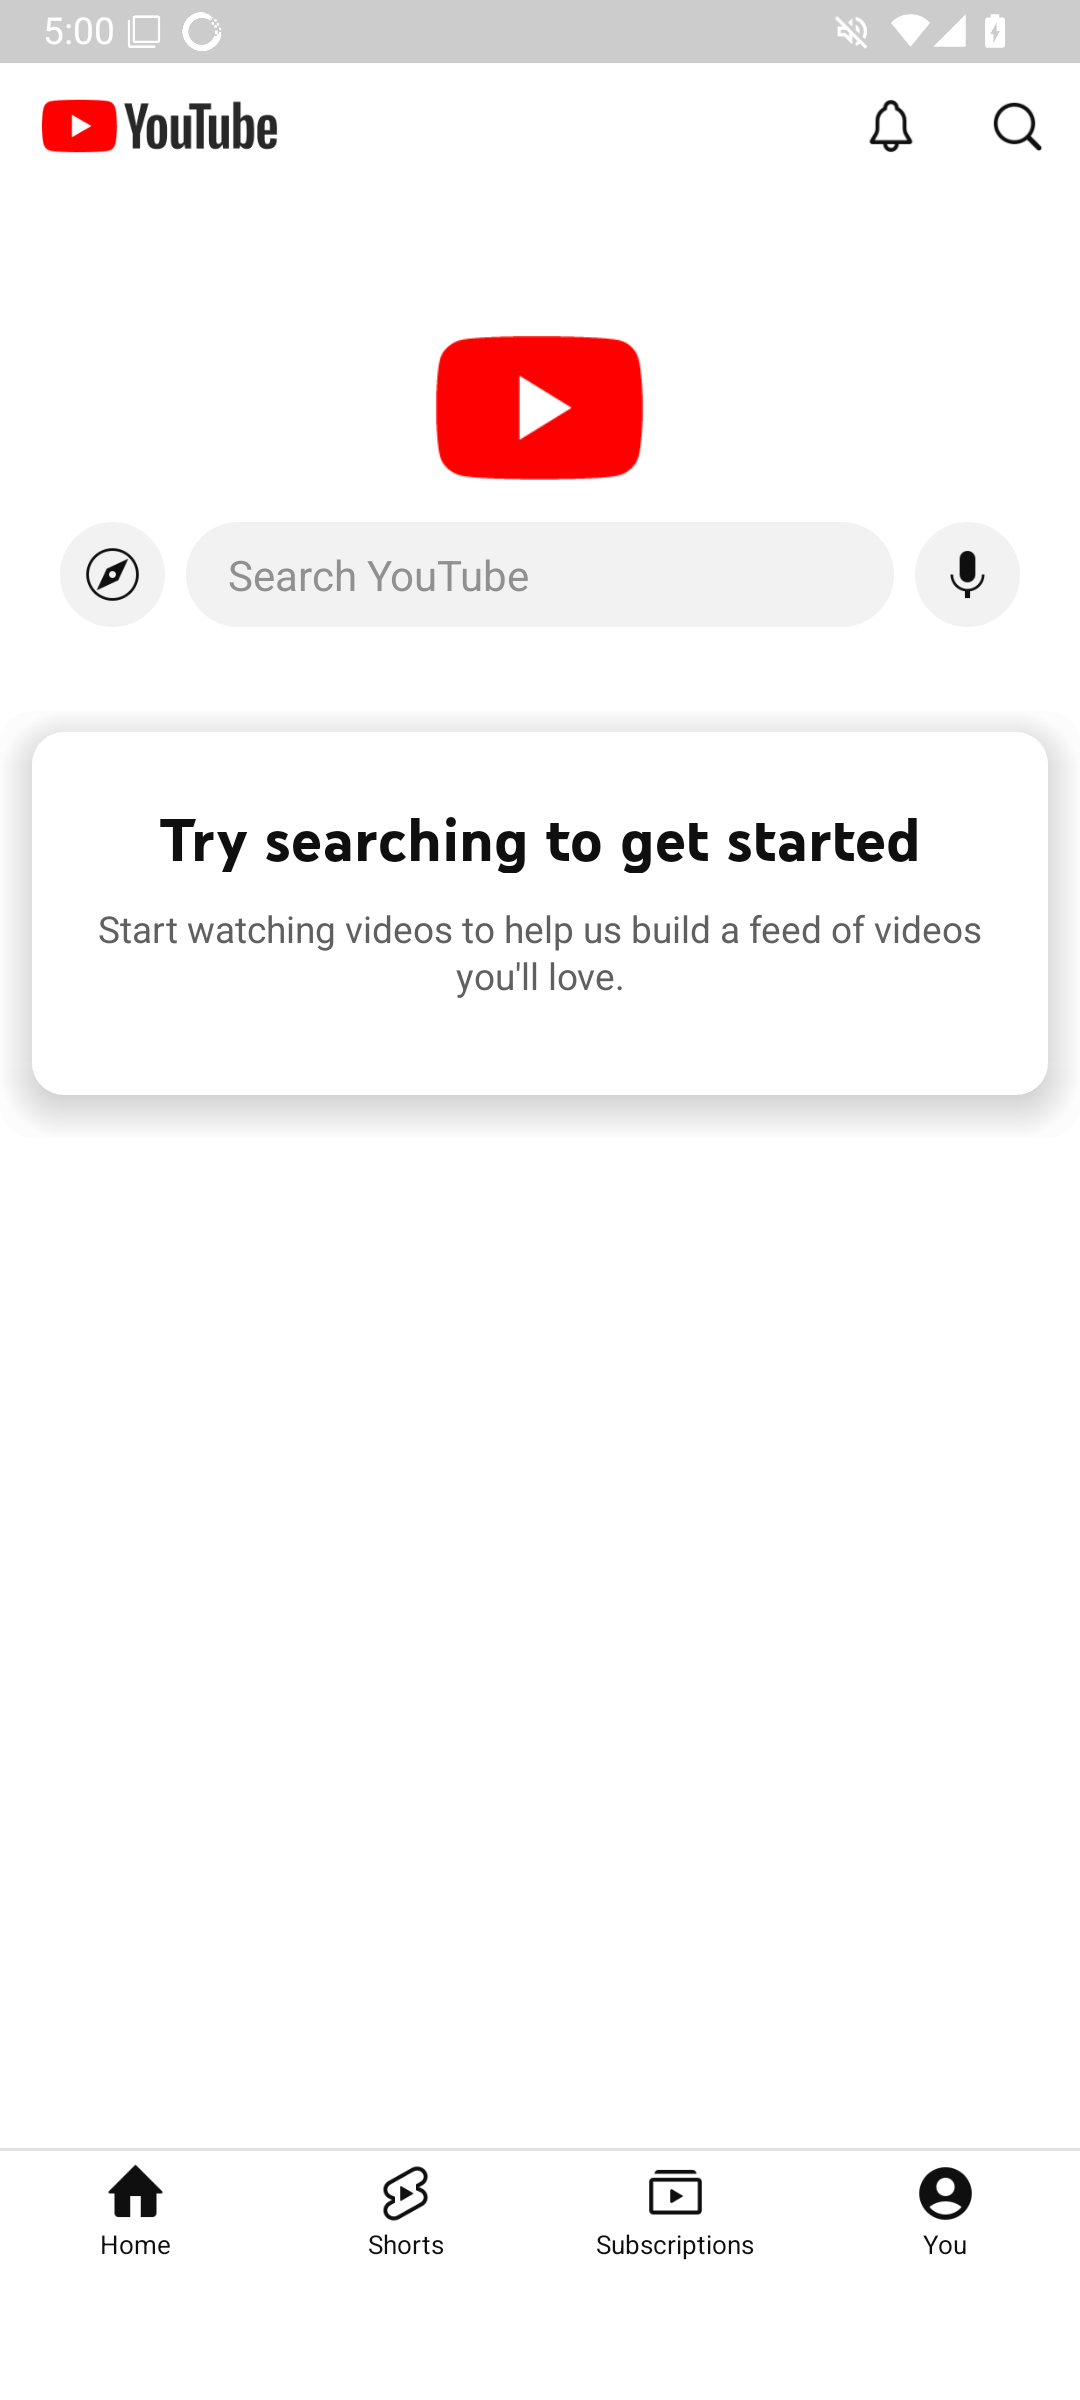 5:00
YouTube
Search YouTube
Try searching to get started
Start watching videos to help us build a feed of videos
you'll love.
Home
Shorts
Subscriptions
You